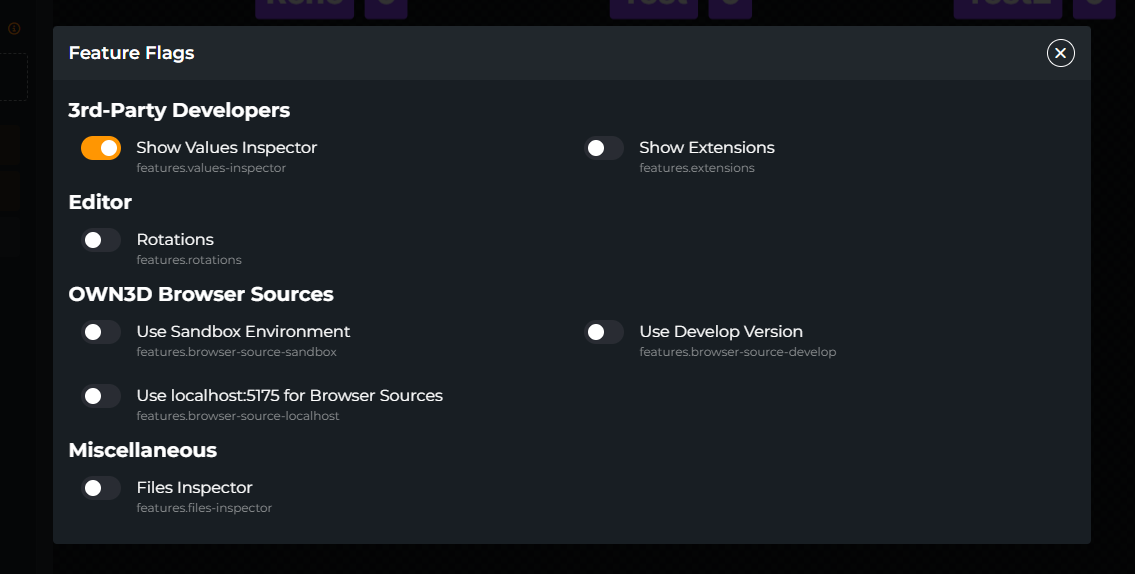 Feature Flags
3rd-Party Developers
Show Values Inspector
features.values-inspector
Show Extensions
features.extensions
Editor
Rotations
features.rotations
OWN3D Browser Sources
Use Sandbox Environment
features.browser-source-sandbox
Use Develop Version
features.browser-source-develop
Use localhost:5175 for Browser Sources
features.browser-source-localhost
Miscellaneous
Files Inspector
features.files-inspector